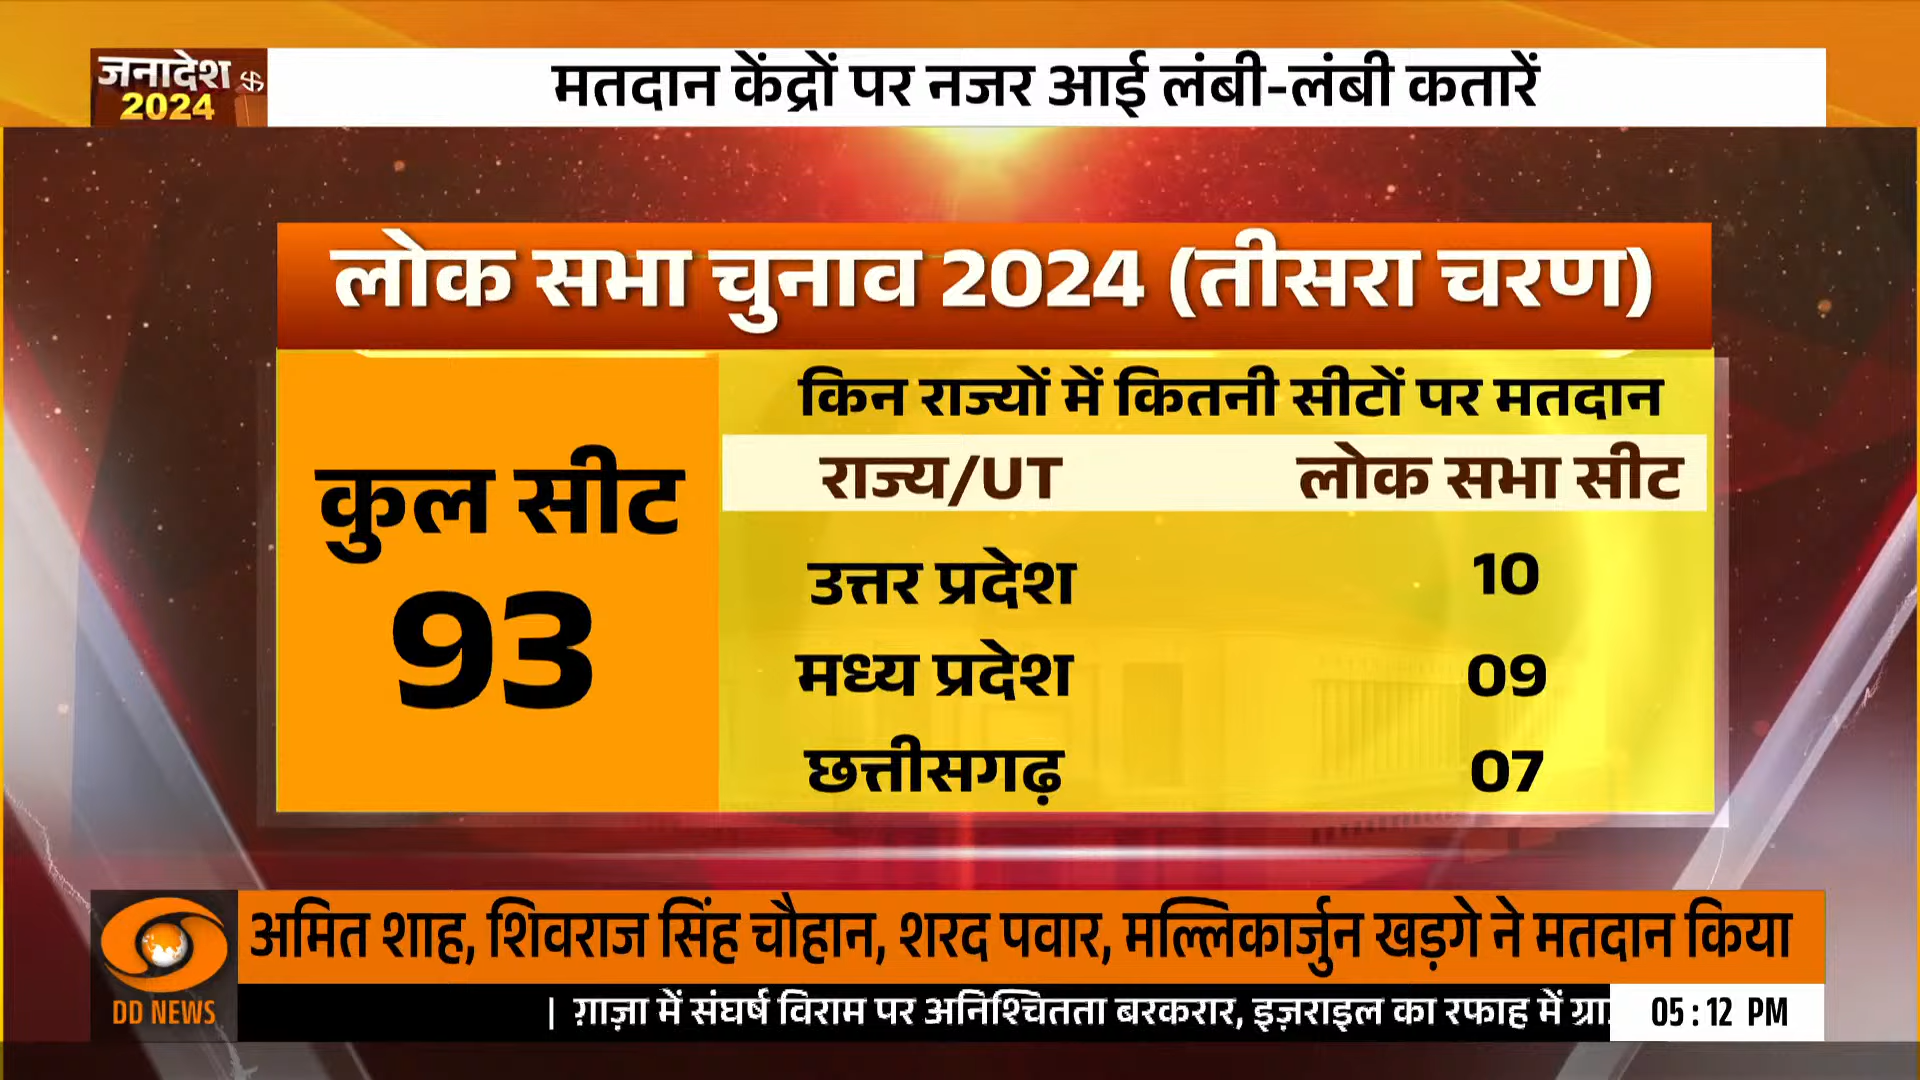 जनादेश
2024
मतदान केंद्रों पर नजर आई लंबी-लंबी कतारें
लोक सभा चुनाव 2024 (तीसरा चरण)
कुल सीट
93
किन राज्यों में कितनी सीटों पर मतदान
राज्य/UT लोक सभा सीट
उत्तर प्रदेश 10
मध्य प्रदेश 09
छत्तीसगढ़ 07
अमित शाह, शिवराज सिंह चौहान, शरद पवार, मल्लिकार्जुन खड़गे ने मतदान किया
DD NEWS
| ग़ाज़ा में संघर्ष विराम पर अनिश्चितता बरकरार, इज़राइल का रफाह में
05:12 PM